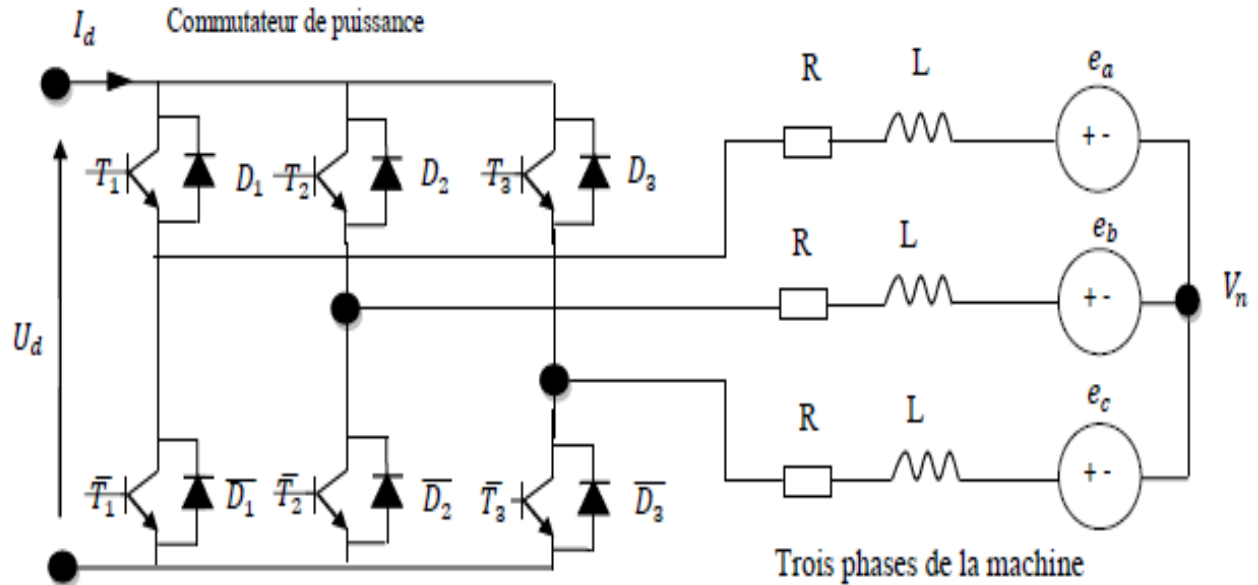 I_d Commutateur de puissance
R L e_a
T_1 D_1 T_2 D_2 T_3 D_3
R L e_b
V_n
U_d
R L e_c
T̅_1 D̅_1 T̅_2 D̅_2 T̅_3 D̅_3
Trois phases de la machine
+ -
+ -
+ -